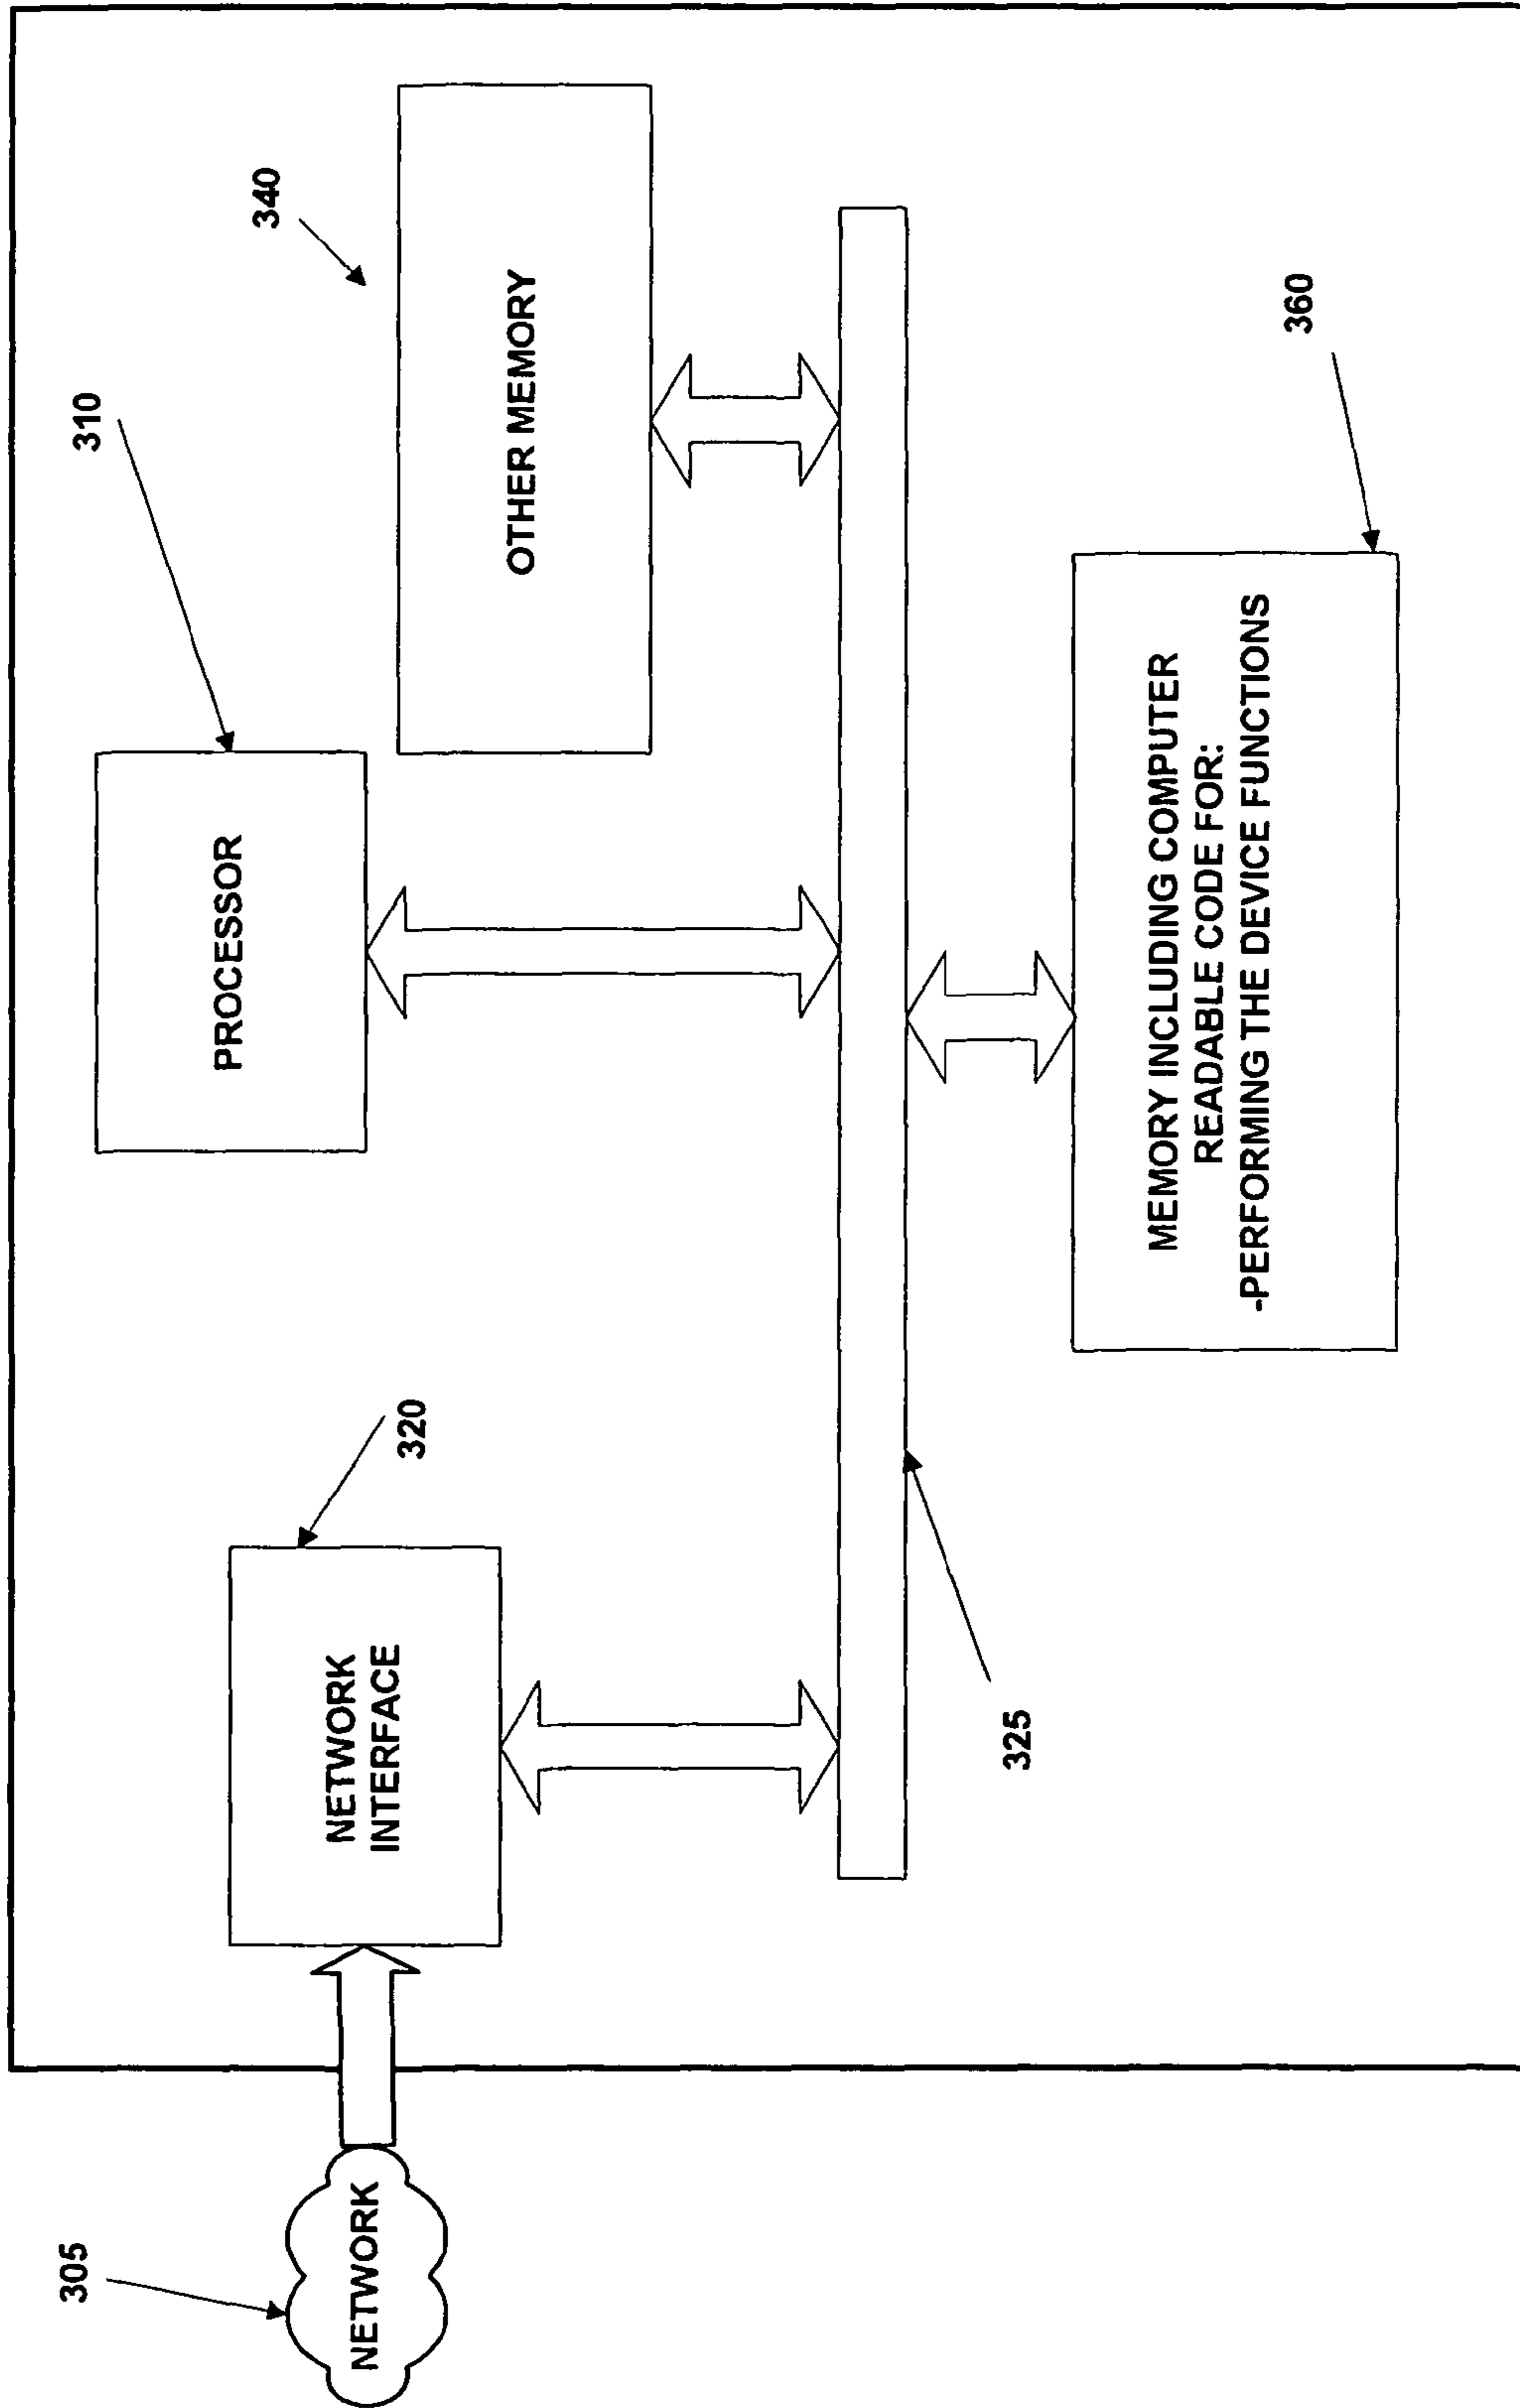 310
340
PROCESSOR
OTHER MEMORY
320
NETWORK
INTERFACE
305
NETWORK
325
360
MEMORY INCLUDING COMPUTER
READABLE CODE FOR:
-PERFORMING THE DEVICE FUNCTIONS